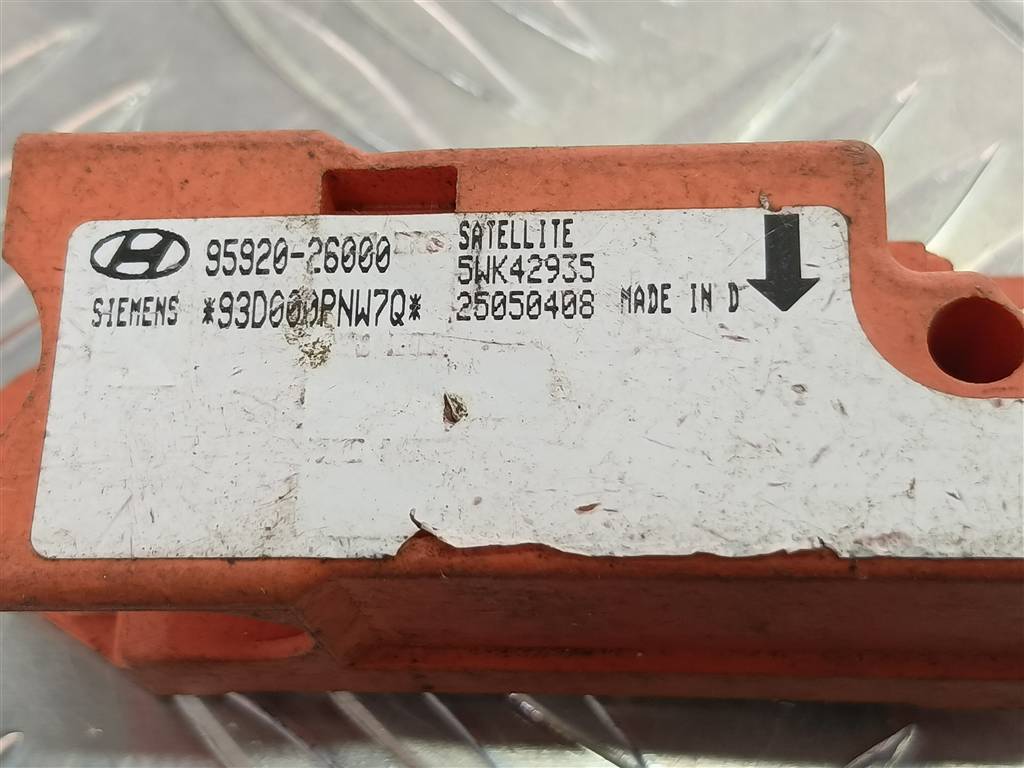 95920-26000 SATELLITE
5WK42935
SIEMENS *93D000PNW7Q* 25050408 MADE IN D